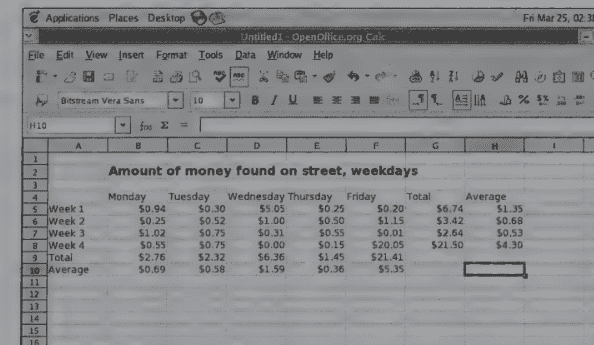 Applications Places Desktop Fri Mar 25, 02:3
Untitled1 - OpenOffice.org Calc
File Edit View Insert Format Tools Data Window Help
Bitstream Vera Sans 10 B I U
H10 Σ =
A B C D E F G H I
1
2 Amount of money found on street, weekdays
3
4 Monday Tuesday Wednesday Thursday Friday Total Average
5 Week 1 $0.94 $0.30 $5.05 $0.25 $0.20 $6.74 $1.35
6 Week 2 $0.25 $0.52 $1.00 $0.50 $1.15 $3.42 $0.68
7 Week 3 $1.02 $0.75 $0.31 $0.55 $0.01 $2.64 $0.53
8 Week 4 $0.55 $0.75 $0.00 $0.15 $20.05 $21.50 $4.30
9 Total $2.76 $2.32 $6.36 $1.45 $21.41
10 Average $0.69 $0.58 $1.59 $0.36 $5.35
11
12
13
14
15
16